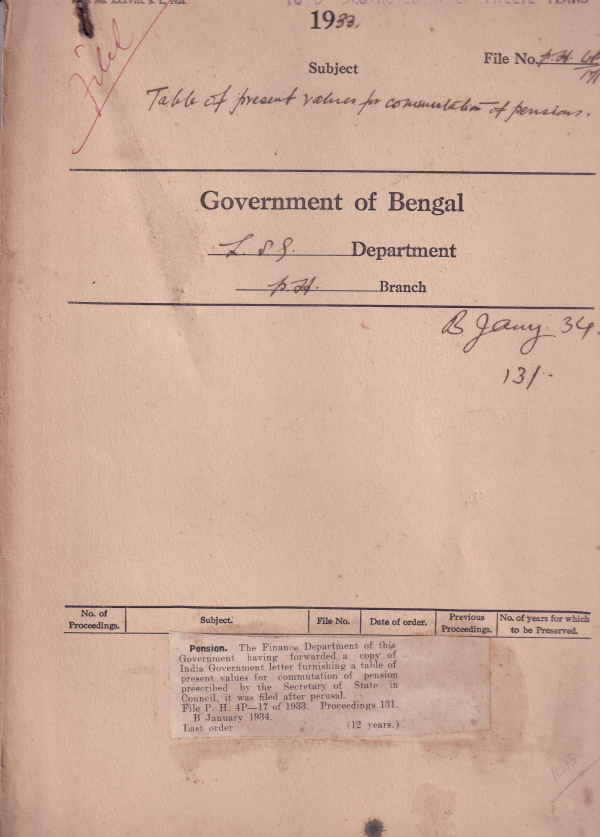 1933.
File No. P. H. 4P/17
Subject
Filed
Table of present values for commutation of pensions.
Government of Bengal
L. S. G. Department
P. H. Branch
B Jany 34.
131.
No. of Proceedings.
Subject.
File No.
Date of order.
Previous Proceedings.
No. of years for which to be Preserved.
Pension. The Finance Department of this
Government having forwarded a copy of
India Government letter furnishing a table of
present values for commutation of pension
prescribed by the Secretary of State in
Council, it was filed after perusal.
File P. H. 4P—17 of 1933. Proceedings 131.
B January 1934.
Last order (12 years.)